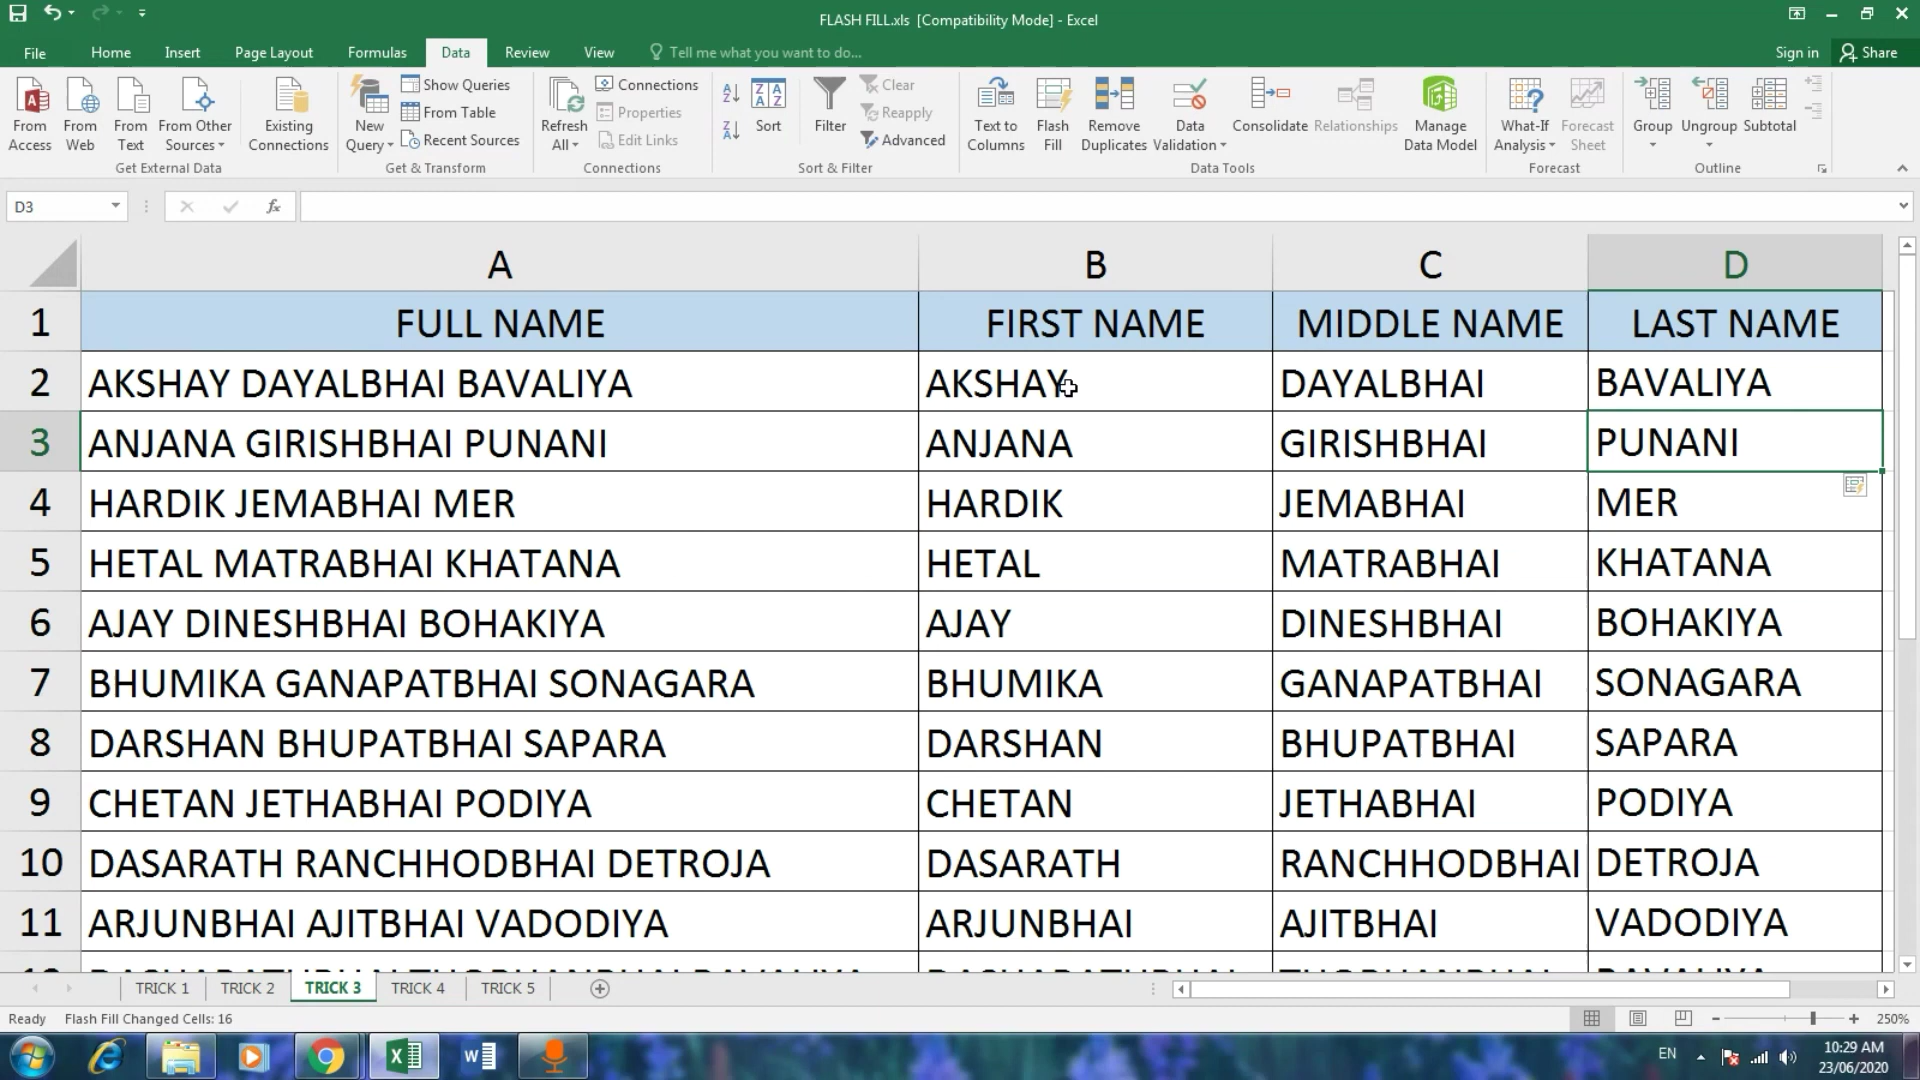 FLASH FILL.xls [Compatibility Mode] - Excel
File Home Insert Page Layout Formulas Data Review View Tell me what you want to do... Sign in Share
Show Queries Connections Clear
From Table Properties Reapply
Recent Sources Edit Links Advanced
From Access From Web From Text From Other Sources Existing Connections New Query Refresh All Sort Filter Text to Columns Flash Fill Remove Duplicates Data Validation Consolidate Relationships Manage Data Model What-If Analysis Forecast Sheet Group Ungroup Subtotal
Get External Data Get & Transform Connections Sort & Filter Data Tools Forecast Outline
D3 fx
A B C D
1 FULL NAME FIRST NAME MIDDLE NAME LAST NAME
2 AKSHAY DAYALBHAI BAVALIYA AKSHAY DAYALBHAI BAVALIYA
3 ANJANA GIRISHBHAI PUNANI ANJANA GIRISHBHAI PUNANI
4 HARDIK JEMABHAI MER HARDIK JEMABHAI MER
5 HETAL MATRABHAI KHATANA HETAL MATRABHAI KHATANA
6 AJAY DINESHBHAI BOHAKIYA AJAY DINESHBHAI BOHAKIYA
7 BHUMIKA GANAPATBHAI SONAGARA BHUMIKA GANAPATBHAI SONAGARA
8 DARSHAN BHUPATBHAI SAPARA DARSHAN BHUPATBHAI SAPARA
9 CHETAN JETHABHAI PODIYA CHETAN JETHABHAI PODIYA
10 DASARATH RANCHHODBHAI DETROJA DASARATH RANCHHODBHAI DETROJA
11 ARJUNBHAI AJITBHAI VADODIYA ARJUNBHAI AJITBHAI VADODIYA
TRICK 1 TRICK 2 TRICK 3 TRICK 4 TRICK 5
Ready Flash Fill Changed Cells: 16 250%
EN 10:29 AM
23/06/2020